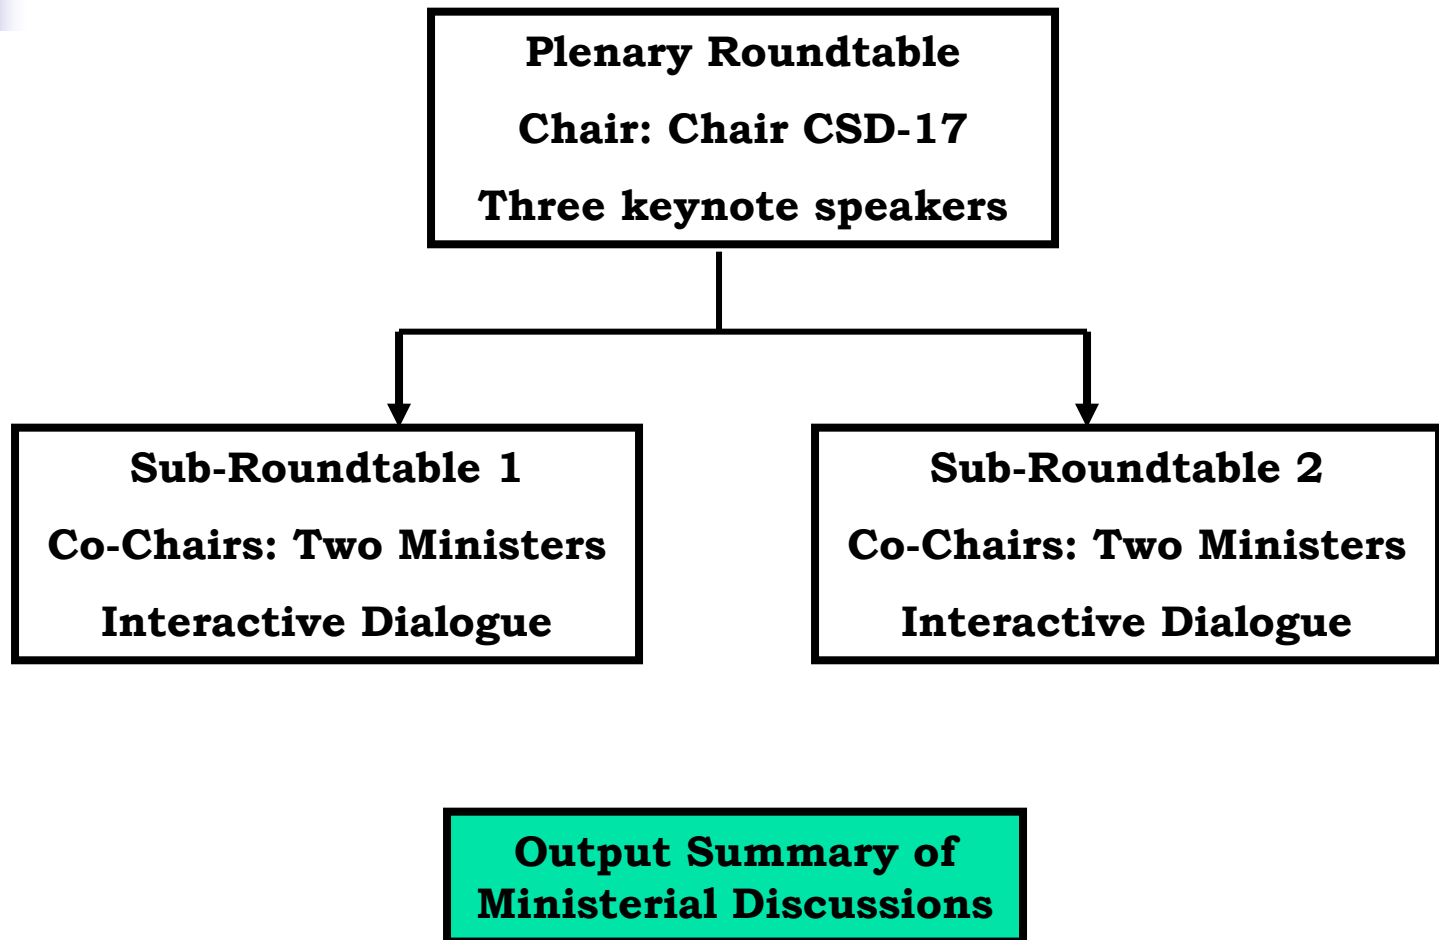 Plenary Roundtable
Chair: Chair CSD-17
Three keynote speakers
Sub-Roundtable 1
Co-Chairs: Two Ministers
Interactive Dialogue
Sub-Roundtable 2
Co-Chairs: Two Ministers
Interactive Dialogue
Output Summary of
Ministerial Discussions